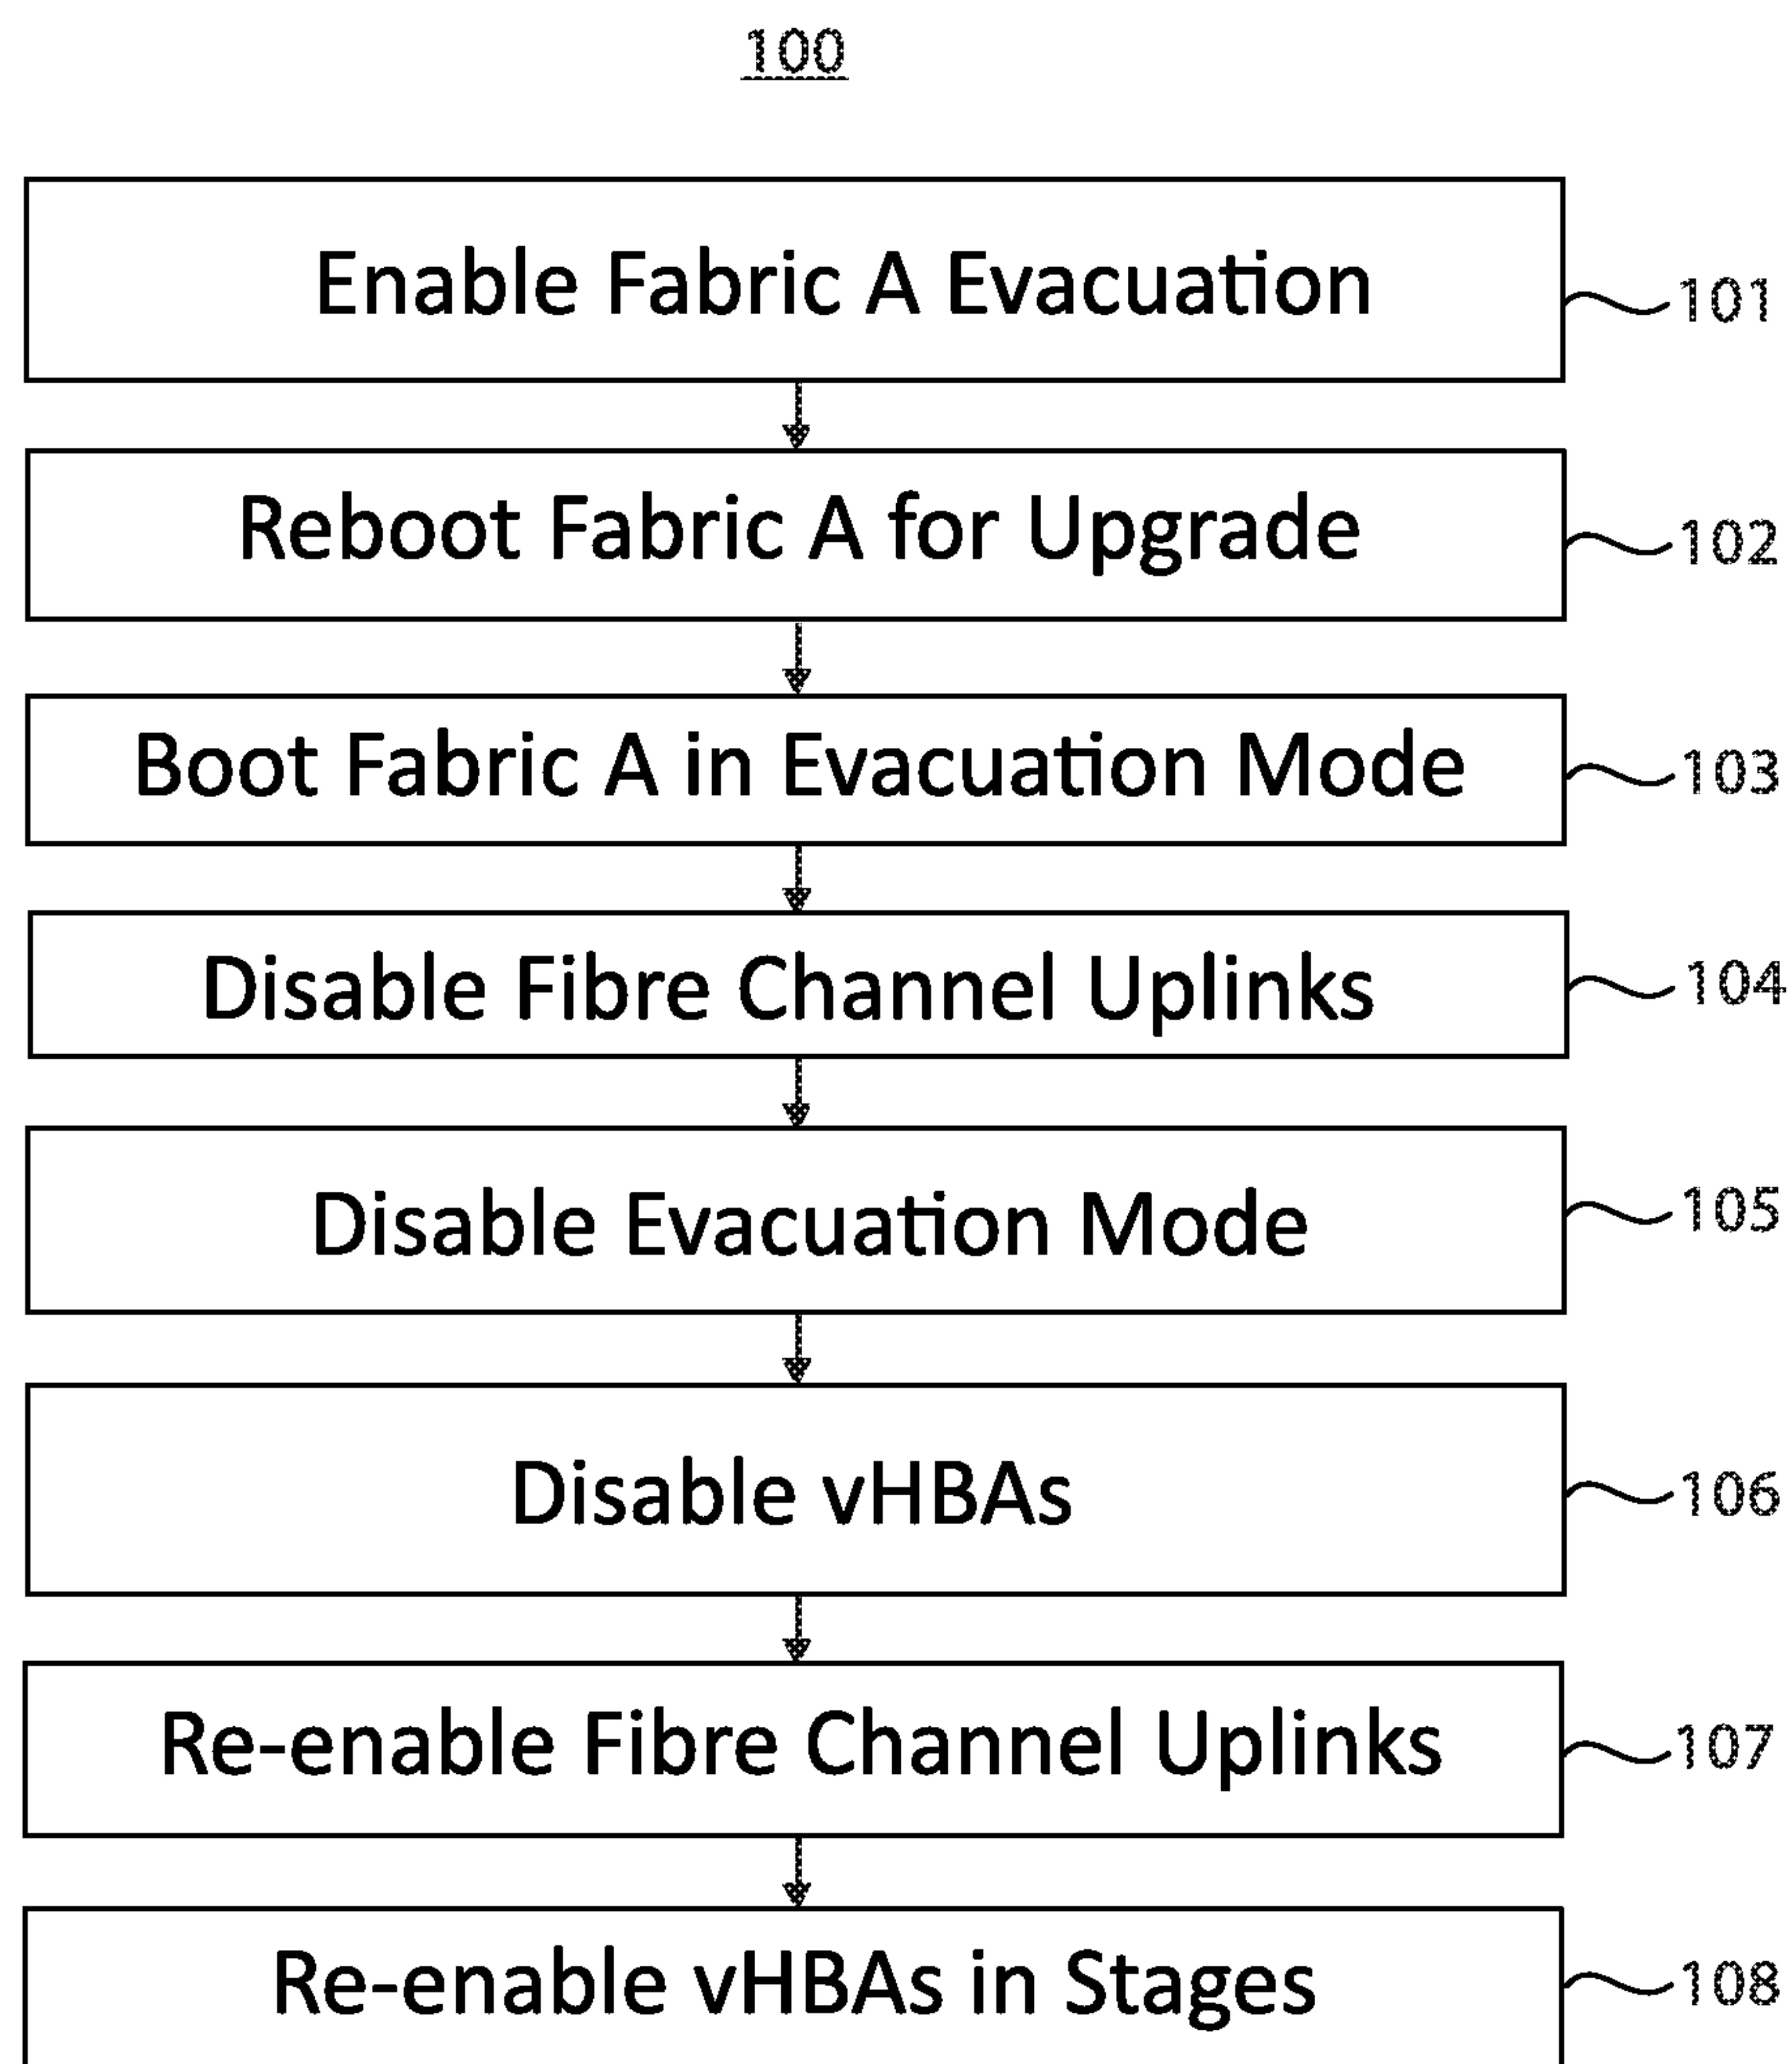 100
Enable Fabric A Evacuation
101
Reboot Fabric A for Upgrade
102
Boot Fabric A in Evacuation Mode
103
Disable Fibre Channel Uplinks
104
Disable Evacuation Mode
105
Disable vHBAs
106
Re-enable Fibre Channel Uplinks
107
Re-enable vHBAs in Stages
108